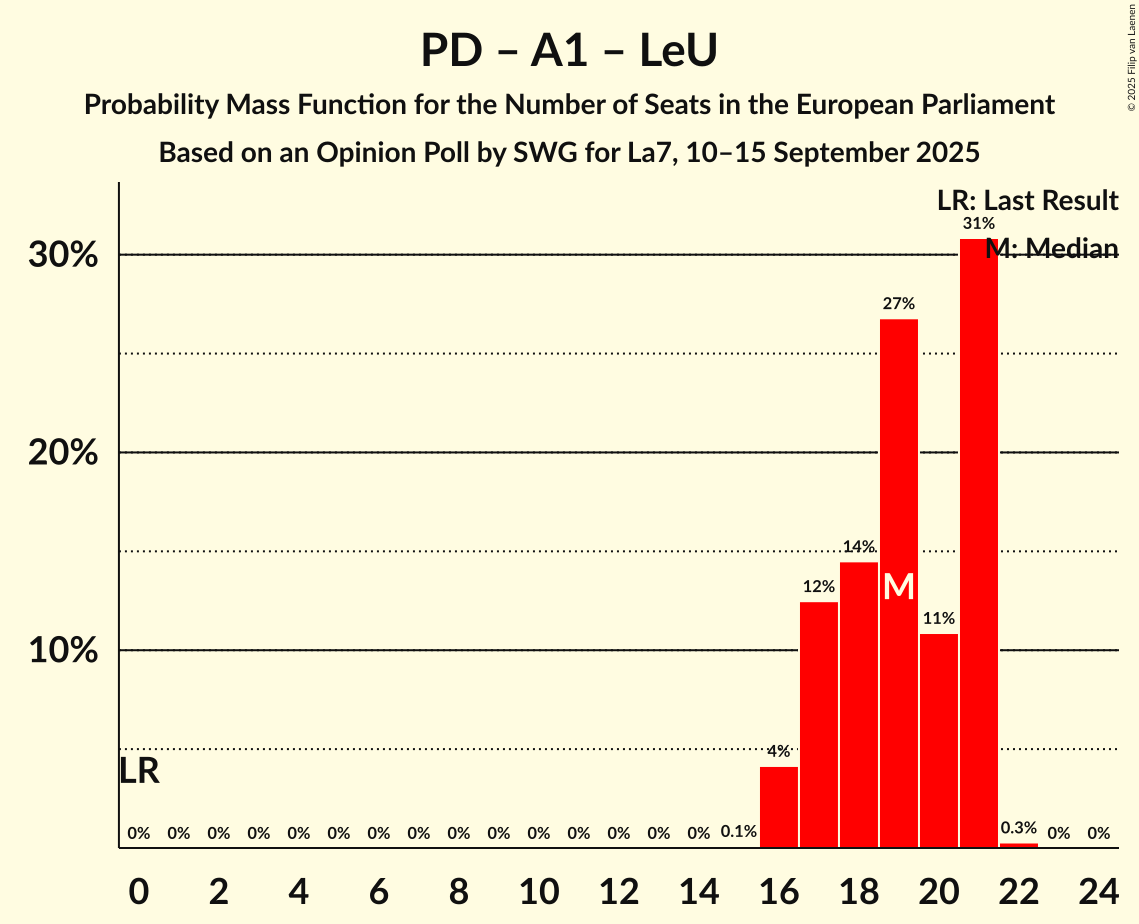 PD – A1 – LeU
Probability Mass Function for the Number of Seats in the European Parliament
Based on an Opinion Poll by SWG for La7, 10–15 September 2025
© 2025 Filip van Laenen
LR: Last Result
M: Median
30%
20%
10%
31%
27%
14%
12%
11%
4%
M
LR
0% 0% 0% 0% 0% 0% 0% 0% 0% 0% 0% 0% 0% 0% 0% 0.1% 0.3% 0% 0%
0 2 4 6 8 10 12 14 16 18 20 22 24